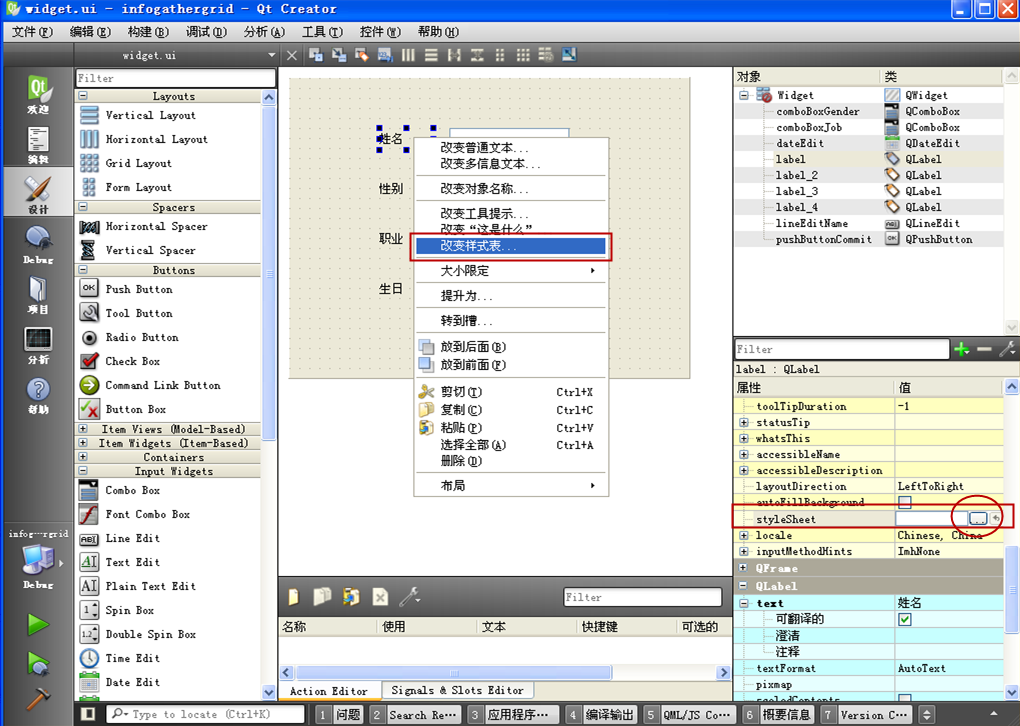 widget.ui - infogathergrid - Qt Creator
文件(F) 编辑(E) 构建(B) 调试(D) 分析(A) 工具(T) 控件(W) 帮助(H)
widget.ui
欢迎
编辑
设计
Debug
项目
分析
帮助
infog…rgrid
Debug
Filter
Layouts
Vertical Layout
Horizontal Layout
Grid Layout
Form Layout
Spacers
Horizontal Spacer
Vertical Spacer
Buttons
OK Push Button
Tool Button
Radio Button
Check Box
Command Link Button
Button Box
Item Views (Model-Based)
Item Widgets (Item-Based)
Containers
Input Widgets
Combo Box
Font Combo Box
ABI Line Edit
AI Text Edit
AI Plain Text Edit
1 Spin Box
1.2 Double Spin Box
Time Edit
Date Edit
姓名
性别
职业
生日
改变普通文本...
改变多信息文本...
改变对象名称...
改变工具提示...
改变“这是什么”
改变样式表...
大小限定
提升为...
转到槽...
放到后面(B)
放到前面(F)
剪切(T) Ctrl+X
复制(C) Ctrl+C
粘贴(P) Ctrl+V
选择全部(A) Ctrl+A
删除(D)
布局
Filter
名称 使用 文本 快捷键 可选的
Action Editor Signals & Slots Editor
对象 类
Widget QWidget
comboBoxGender QComboBox
comboBoxJob QComboBox
dateEdit QDateEdit
label QLabel
label_2 QLabel
label_3 QLabel
label_4 QLabel
lineEditName ABI QLineEdit
pushButtonCommit OK QPushButton
Filter
label : QLabel
属性 值
toolTipDuration -1
statusTip
whatsThis
accessibleName
accessibleDescription
layoutDirection LeftToRight
autoFillBackground
styleSheet ...
locale Chinese, China
inputMethodHints ImhNone
QFrame
QLabel
text 姓名
可翻译的
澄清
注释
textFormat AutoText
pixmap
scaledContents
Type to locate (Ctrl+K) 1 问题 2 Search Re… 3 应用程序… 4 编译输出 5 QML/JS Co… 6 概要信息 7 Version C…